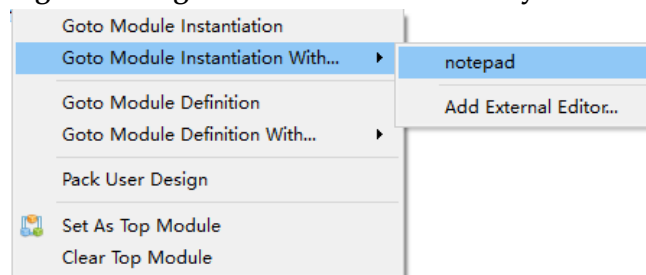 Goto Module Instantiation
Goto Module Instantiation With...
notepad
Add External Editor...
Goto Module Definition
Goto Module Definition With...
Pack User Design
Set As Top Module
Clear Top Module